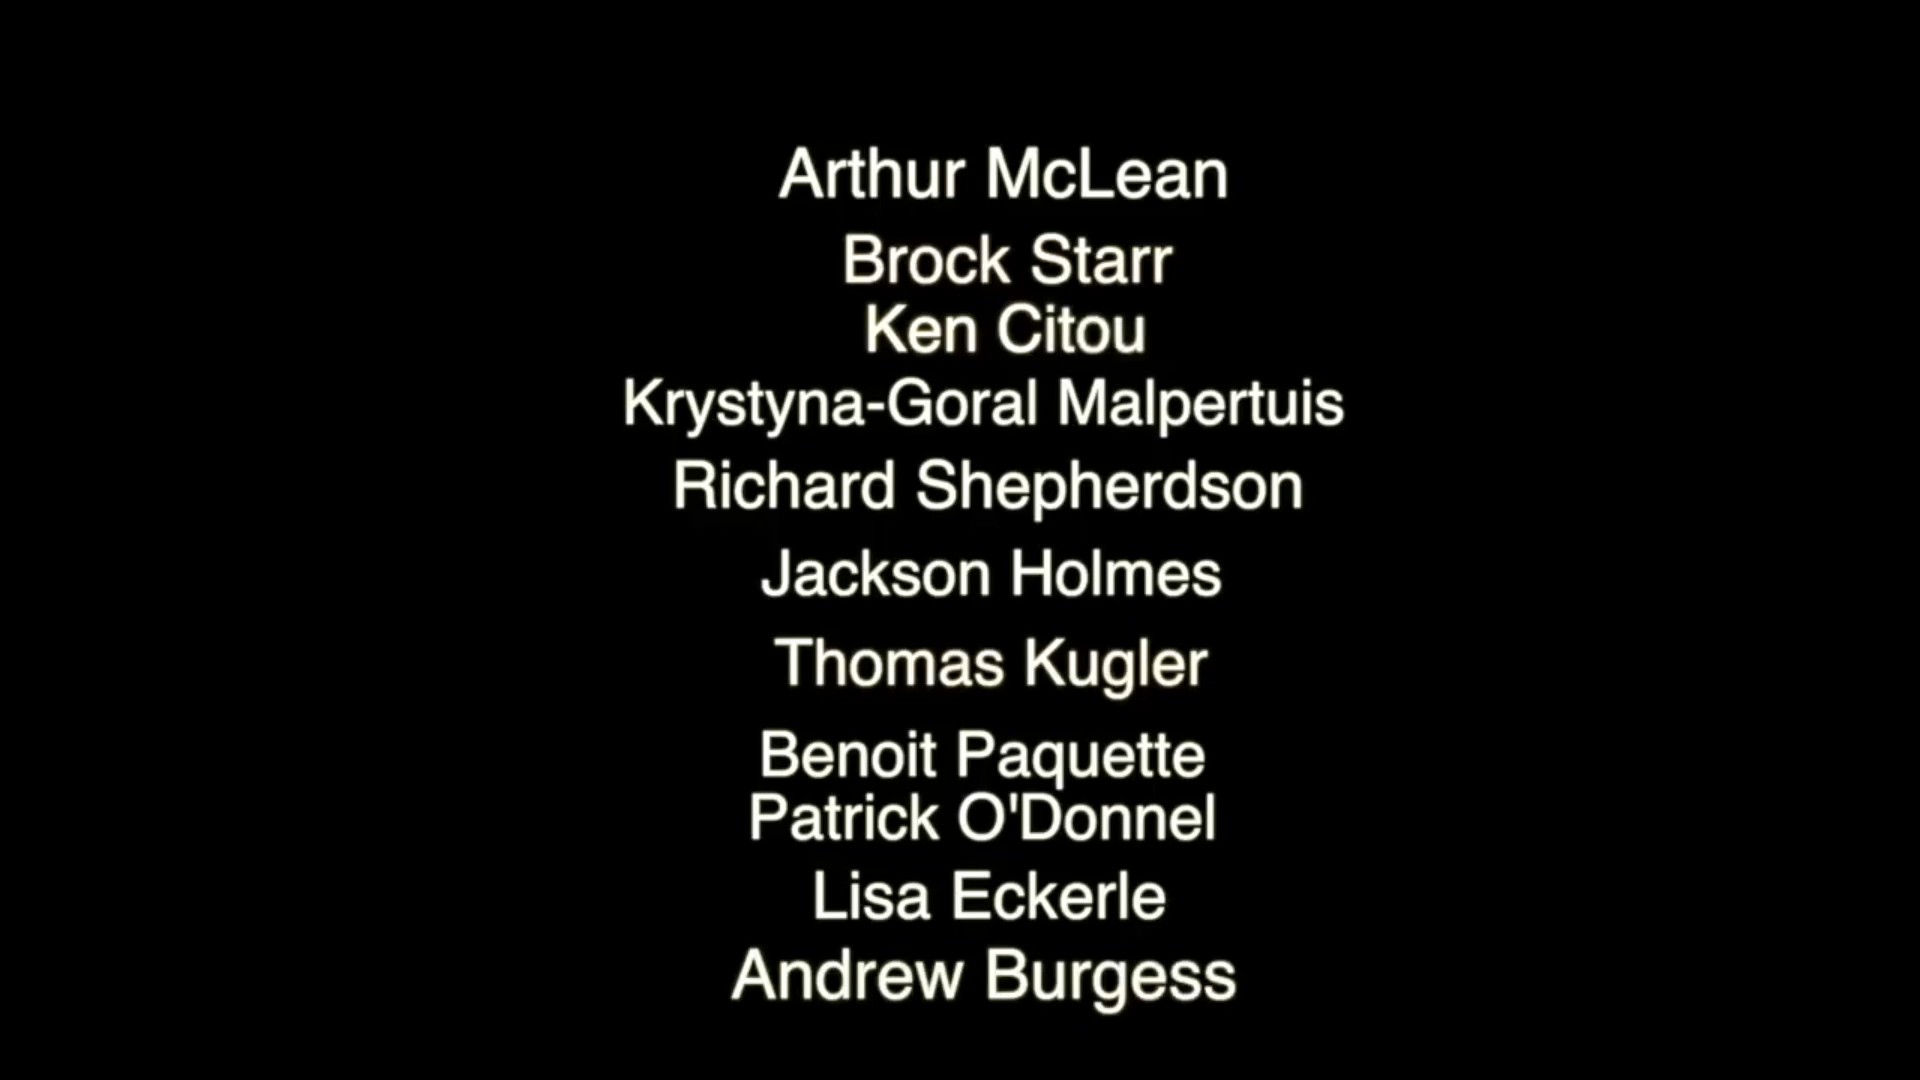 Arthur McLean
Brock Starr
Ken Citou
Krystyna-Goral Malpertuis
Richard Shepherdson
Jackson Holmes
Thomas Kugler
Benoit Paquette
Patrick O'Donnel
Lisa Eckerle
Andrew Burgess